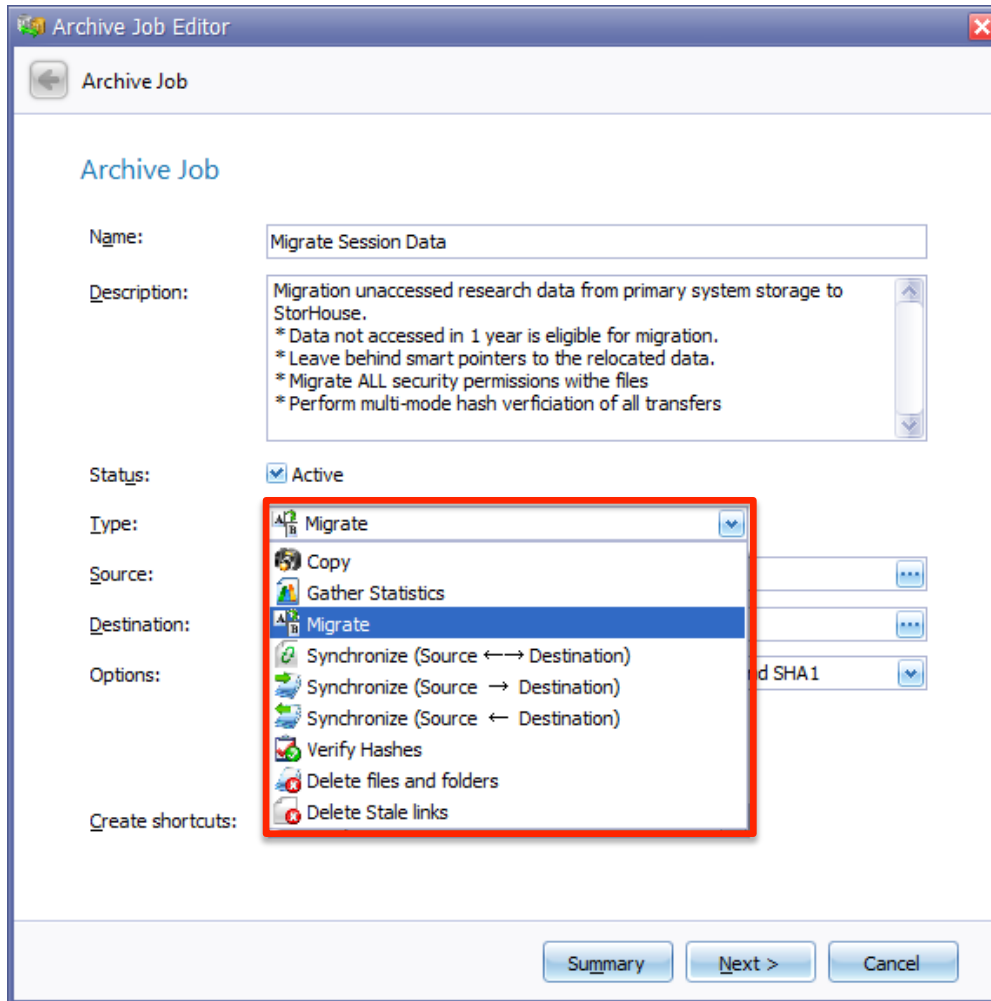 Archive Job Editor
Archive Job
Archive Job
Name:
Migrate Session Data
Description:
Migration unaccessed research data from primary system storage to
StorHouse.
* Data not accessed in 1 year is eligible for migration.
* Leave behind smart pointers to the relocated data.
* Migrate ALL security permissions withe files
* Perform multi-mode hash verficiation of all transfers
Status:
Active
Type:
Migrate
Copy
Gather Statistics
Migrate
Synchronize (Source ←→ Destination)
Synchronize (Source → Destination)
Synchronize (Source ← Destination)
Verify Hashes
Delete files and folders
Delete Stale links
Source:
Destination:
Options:
SHA1
Create shortcuts:
Summary
Next >
Cancel